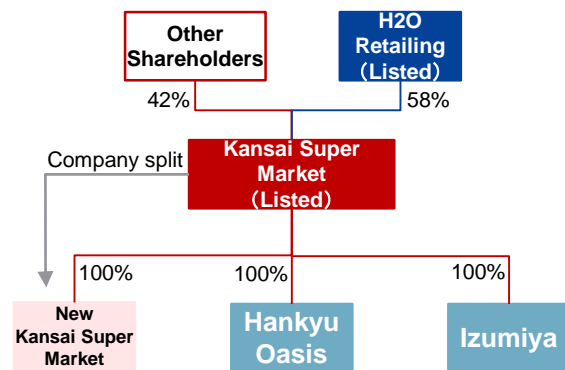 Other
Shareholders
H2O
Retailing
（Listed）
42%
58%
Company split
Kansai Super
Market
（Listed）
100%
100%
100%
New
Kansai Super
Market
Hankyu
Oasis
Izumiya